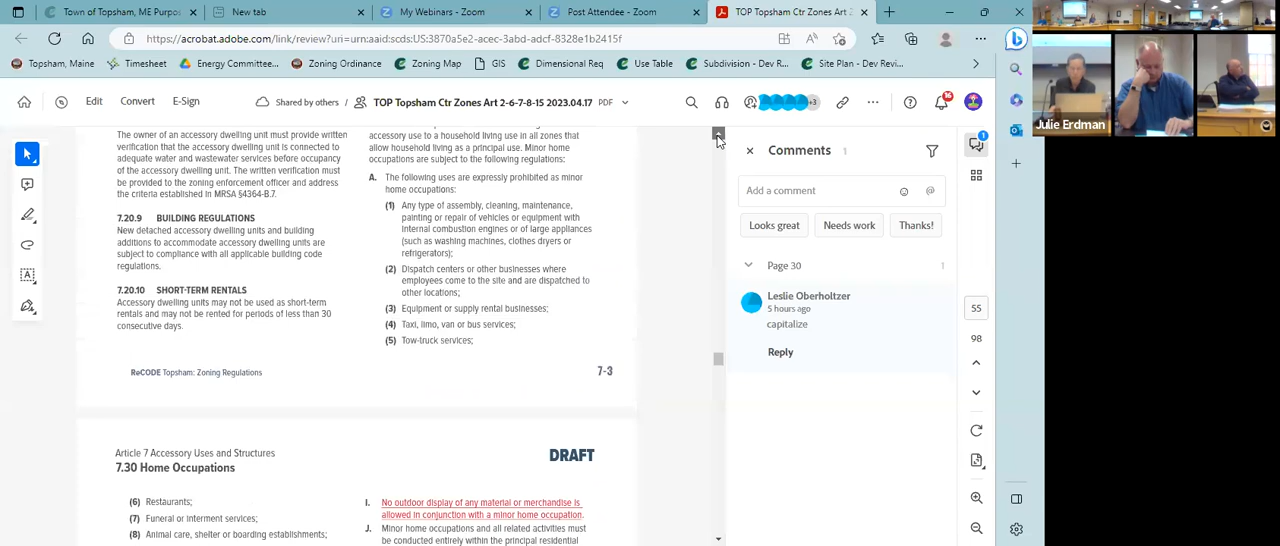 Town of Topsham, ME Purpos
New tab
My Webinars - Zoom
Post Attendee - Zoom
TOP Topsham Ctr Zones Art 2-
https://acrobat.adobe.com/link/review?uri=urn:aaid:scds:US:3870a5e2-acec-3abd-adcf-8328e1b2415f
Topsham, Maine
Timesheet
Energy Committee...
Zoning Ordinance
Zoning Map
GIS
Dimensional Req
Use Table
Subdivision - Dev R...
Site Plan - Dev Revi...
Edit
Convert
E-Sign
Shared by others /
TOP Topsham Ctr Zones Art 2-6-7-8-15 2023.04.17
PDF
+3
16
The owner of an accessory dwelling unit must provide written
verification that the accessory dwelling unit is connected to
adequate water and wastewater services before occupancy
of the accessory dwelling unit. The written verification must
be provided to the zoning enforcement officer and address
the criteria established in MRSA §4364-B.7.
7.20.9 BUILDING REGULATIONS
New detached accessory dwelling units and building
additions to accommodate accessory dwelling units are
subject to compliance with all applicable building code
regulations.
7.20.10 SHORT-TERM RENTALS
Accessory dwelling units may not be used as short-term
rentals and may not be rented for periods of less than 30
consecutive days.
accessory use to a household living use in all zones that
allow household living as a principal use. Minor home
occupations are subject to the following regulations:
A. The following uses are expressly prohibited as minor
home occupations:
(1) Any type of assembly, cleaning, maintenance,
painting or repair of vehicles or equipment with
internal combustion engines or of large appliances
(such as washing machines, clothes dryers or
refrigerators);
(2) Dispatch centers or other businesses where
employees come to the site and are dispatched to
other locations;
(3) Equipment or supply rental businesses;
(4) Taxi, limo, van or bus services;
(5) Tow-truck services;
ReCODE Topsham: Zoning Regulations
7-3
Article 7 Accessory Uses and Structures
7.30 Home Occupations
DRAFT
(6) Restaurants;
(7) Funeral or interment services;
(8) Animal care, shelter or boarding establishments;
I. No outdoor display of any material or merchandise is
allowed in conjunction with a minor home occupation.
J. Minor home occupations and all related activities must
be conducted entirely within the principal residential
Comments 1
Add a comment
Looks great
Needs work
Thanks!
Page 30
1
Leslie Oberholtzer
5 hours ago
capitalize
Reply
1
55
98
Julie Erdman